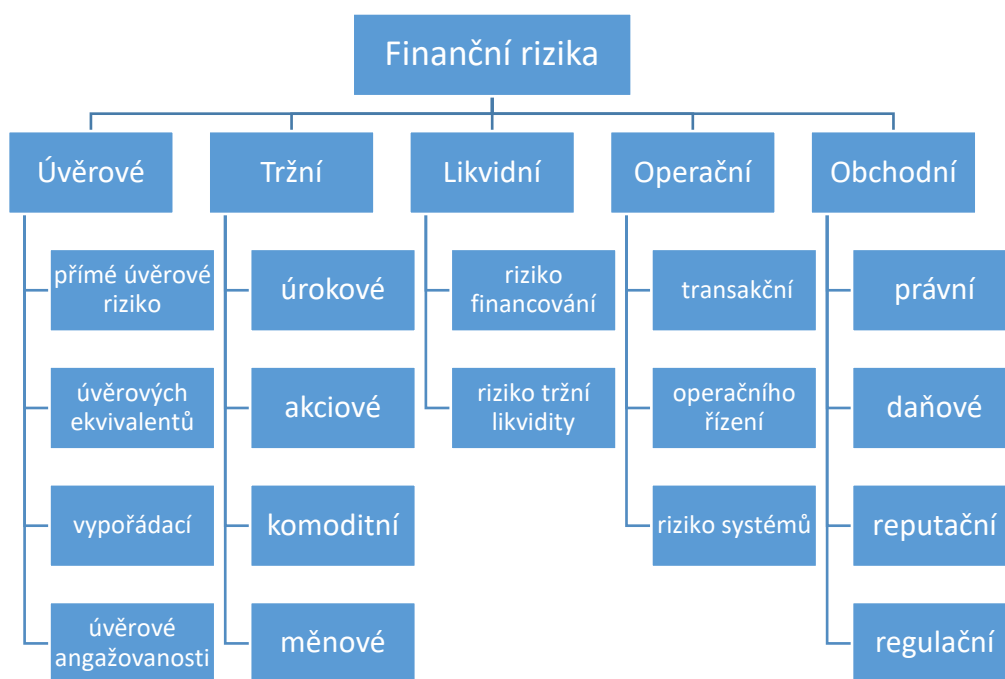 Finanční rizika
Úvěrové
Tržní
Likvidní
Operační
Obchodní
přímé úvěrové
riziko
úrokové
riziko
financování
transakční
právní
úvěrových
ekvivalentů
akciové
riziko tržní
likvidity
operačního
řízení
daňové
vypořádací
komoditní
riziko systémů
reputační
úvěrové
angažovanosti
měnové
regulační